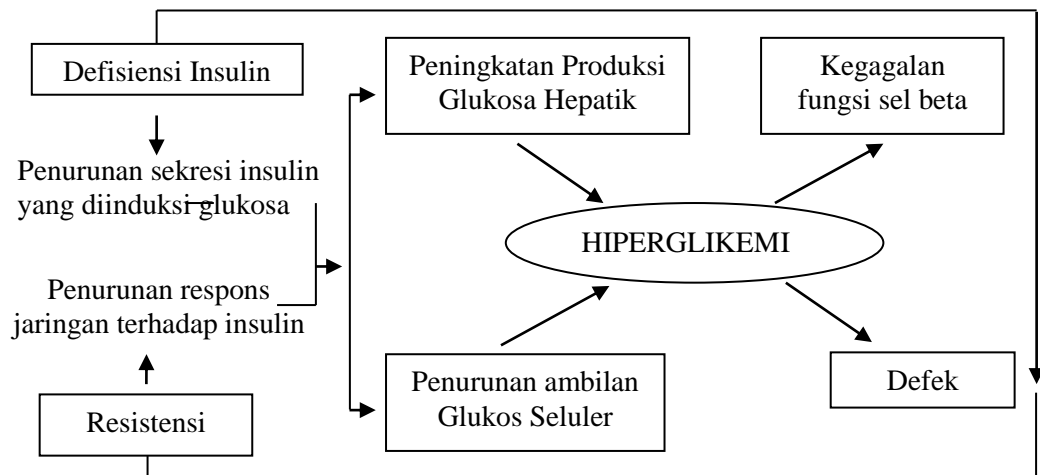 Defisiensi Insulin
Penurunan sekresi insulin
yang diinduksi glukosa
Penurunan respons
jaringan terhadap insulin
Resistensi
Peningkatan Produksi
Glukosa Hepatik
Penurunan ambilan
Glukos Seluler
HIPERGLIKEMI
Kegagalan
fungsi sel beta
Defek